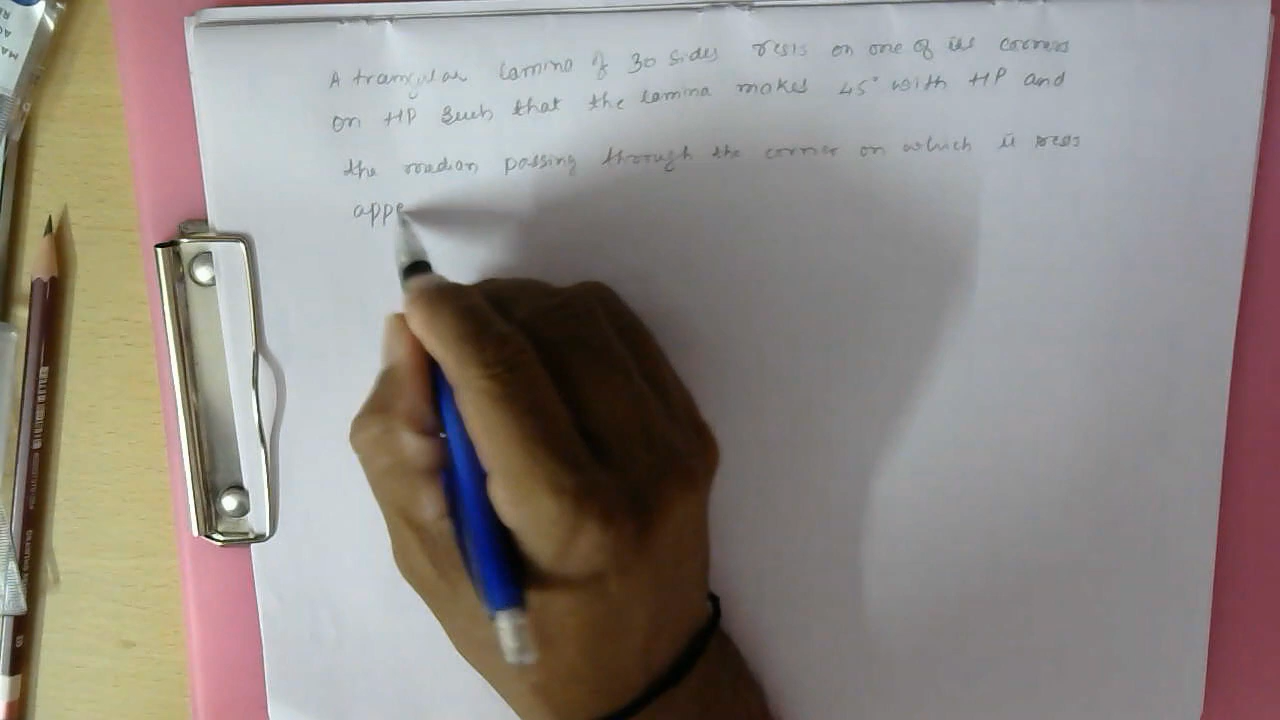 A triangular lamina of 30 sides rests on one of its corners
on HP such that the lamina makes 45° with HP and
the median passing through the corner on which it rests
appe